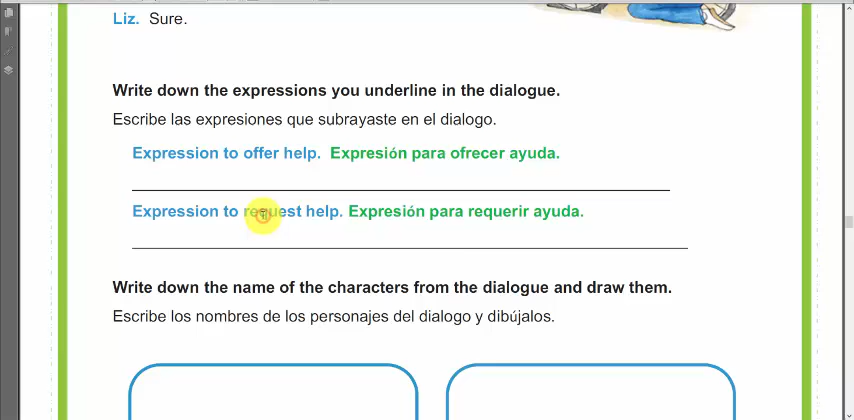 Liz. Sure.
Write down the expressions you underline in the dialogue.
Escribe las expresiones que subrayaste en el dialogo.
Expression to offer help. Expresión para ofrecer ayuda.
Expression to request help. Expresión para requerir ayuda.
Write down the name of the characters from the dialogue and draw them.
Escribe los nombres de los personajes del dialogo y dibújalos.